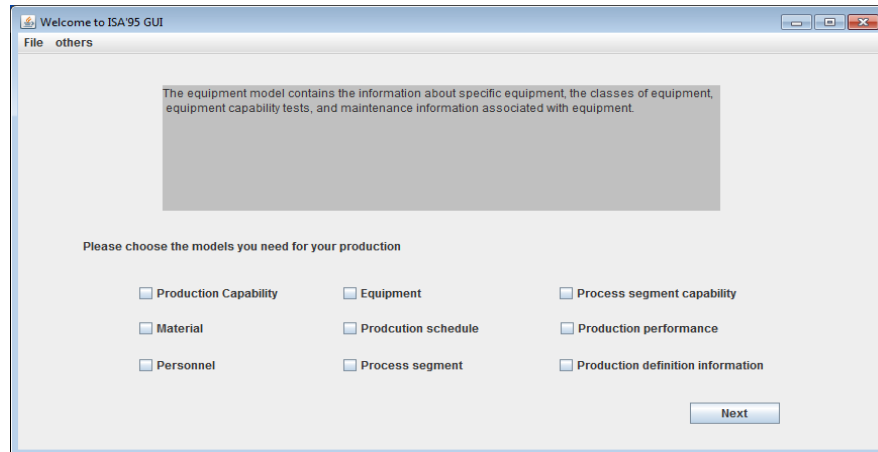 Welcome to ISA'95 GUI
File others
The equipment model contains the information about specific equipment, the classes of equipment,
equipment capability tests, and maintenance information associated with equipment.
Please choose the models you need for your production
Production Capability Equipment Process segment capability
Material Prodcution schedule Production performance
Personnel Process segment Production definition information
Next